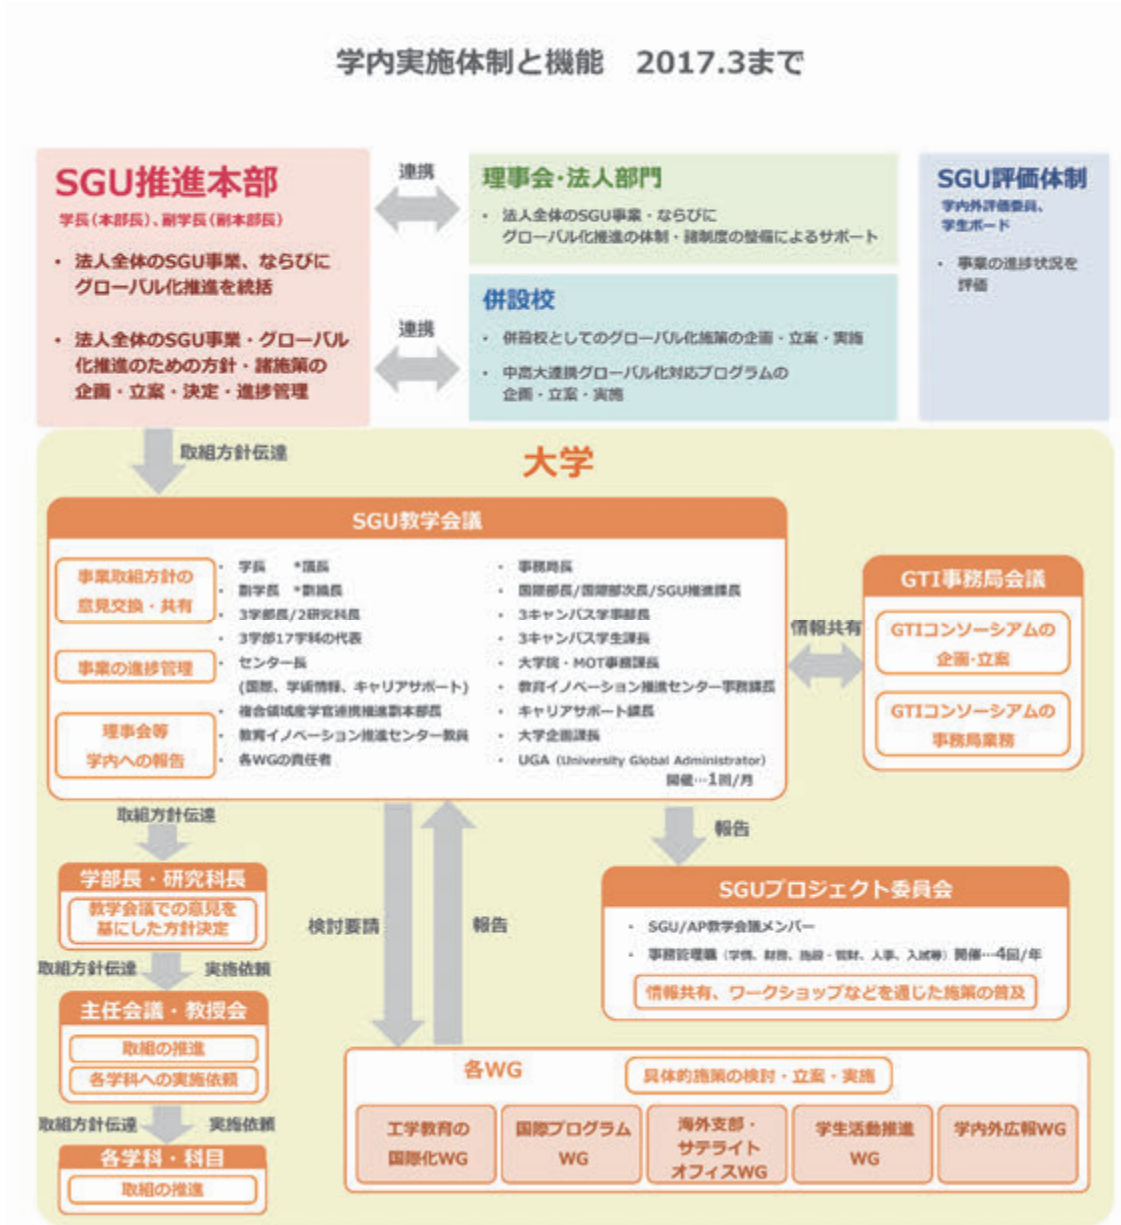 学内実施体制と機能　2017.3まで
SGU推進本部
学長(本部長)、副学長(副本部長)
・ 法人全体のSGU事業、ならびに
グローバル化推進を統括
・ 法人全体のSGU事業・グローバル
化推進のための方針・諸施策の
企画・立案・決定・進捗管理
連携
連携
理事会・法人部門
・ 法人全体のSGU事業・ならびに
グローバル化推進の体制・諸制度の整備によるサポート
併設校
・ 併設校としてのグローバル化施策の企画・立案・実施
・ 中高大連携グローバル化対応プログラムの
企画・立案・実施
SGU評価体制
学内外評価委員、
学生ボード
・ 事業の進捗状況を
評価
取組方針伝達
大学
SGU教学会議
事業取組方針の
意見交換・共有
事業の進捗管理
理事会等
学内への報告
・ 学長　*議長
・ 副学長　*副議長
・ 3学部長/2研究科長
・ 3学部17学科の代表
・ センター長
(国際、学術情報、キャリアサポート)
・ 複合領域産学官連携推進副本部長
・ 教育イノベーション推進センター教員
・ 各WGの責任者
・ 事務局長
・ 国際部長/国際部次長/SGU推進課長
・ 3キャンパス学事部長
・ 3キャンパス学生課長
・ 大学院・MOT事務課長
・ 教育イノベーション推進センター事務課長
・ キャリアサポート課長
・ 大学企画課長
・ UGA (University Global Administrator)
開催…1回/月
情報共有
GTI事務局会議
GTIコンソーシアムの
企画・立案
GTIコンソーシアムの
事務局業務
取組方針伝達
学部長・研究科長
教学会議での意見を
基にした方針決定
取組方針伝達
実施依頼
主任会議・教授会
取組の推進
各学科への実施依頼
取組方針伝達
実施依頼
各学科・科目
取組の推進
検討要請
報告
報告
SGUプロジェクト委員会
・ SGU/AP教学会議メンバー
・ 事務管理職（学情、財務、施設・管財、人事、入試等）開催…4回/年
情報共有、ワークショップなどを通じた施策の普及
各WG
具体的施策の検討・立案・実施
工学教育の
国際化WG
国際プログラム
WG
海外支部・
サテライト
オフィスWG
学生活動推進
WG
学内外広報WG